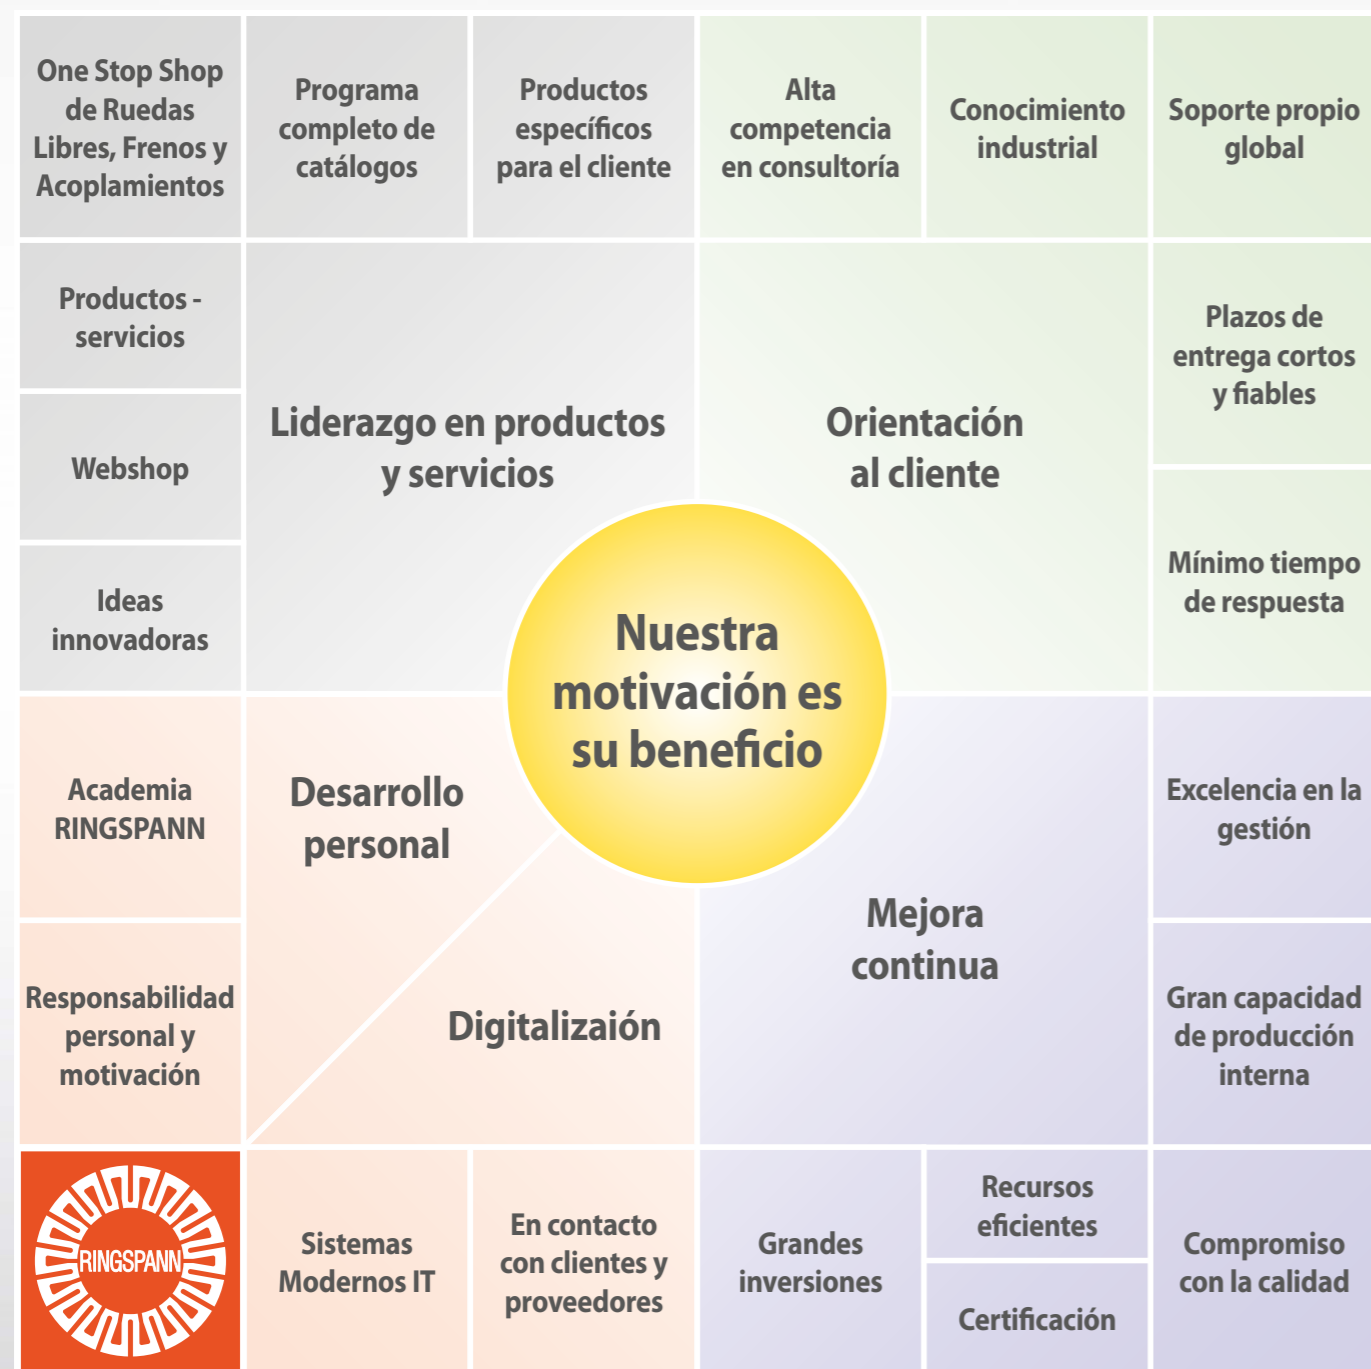 One Stop Shop
de Ruedas
Libres, Frenos y
Acoplamientos
Programa
completo de
catálogos
Productos
específicos
para el cliente
Alta
competencia
en consultoría
Conocimiento
industrial
Soporte propio
global
Productos -
servicios
Webshop
Ideas
innovadoras
Liderazgo en productos
y servicios
Orientación
al cliente
Plazos de
entrega cortos
y fiables
Mínimo tiempo
de respuesta
Nuestra
motivación es
su beneficio
Academia
RINGSPANN
Responsabilidad
personal y
motivación
Desarrollo
personal
Digitalizaión
Mejora
continua
Excelencia en la
gestión
Gran capacidad
de producción
interna
RINGSPANN
Sistemas
Modernos IT
En contacto
con clientes y
proveedores
Grandes
inversiones
Recursos
eficientes
Certificación
Compromiso
con la calidad